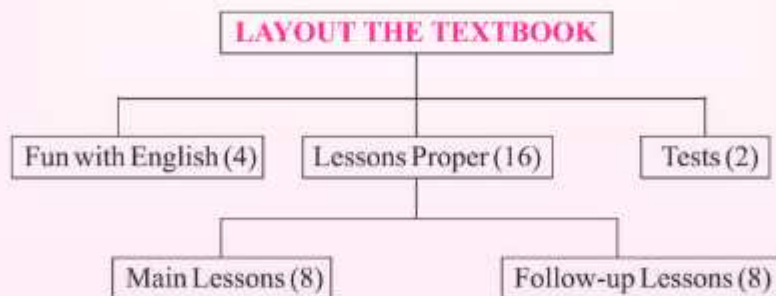 LAYOUT THE TEXTBOOK
Fun with English (4)
Lessons Proper (16)
Tests (2)
Main Lessons (8)
Follow-up Lessons (8)